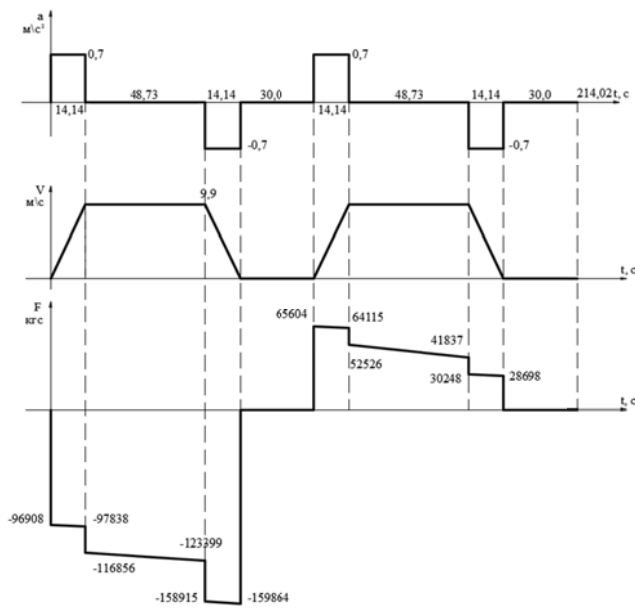 a
м\с²
0,7
0,7
48,73
14,14
30,0
48,73
14,14
30,0
214,02 t, с
14,14
14,14
-0,7
-0,7
V
м\с
9,9
t, с
F
кгс
65604
64115
41837
52526
30248
28698
t, с
-96908
-97838
-123399
-116856
-158915
-159864